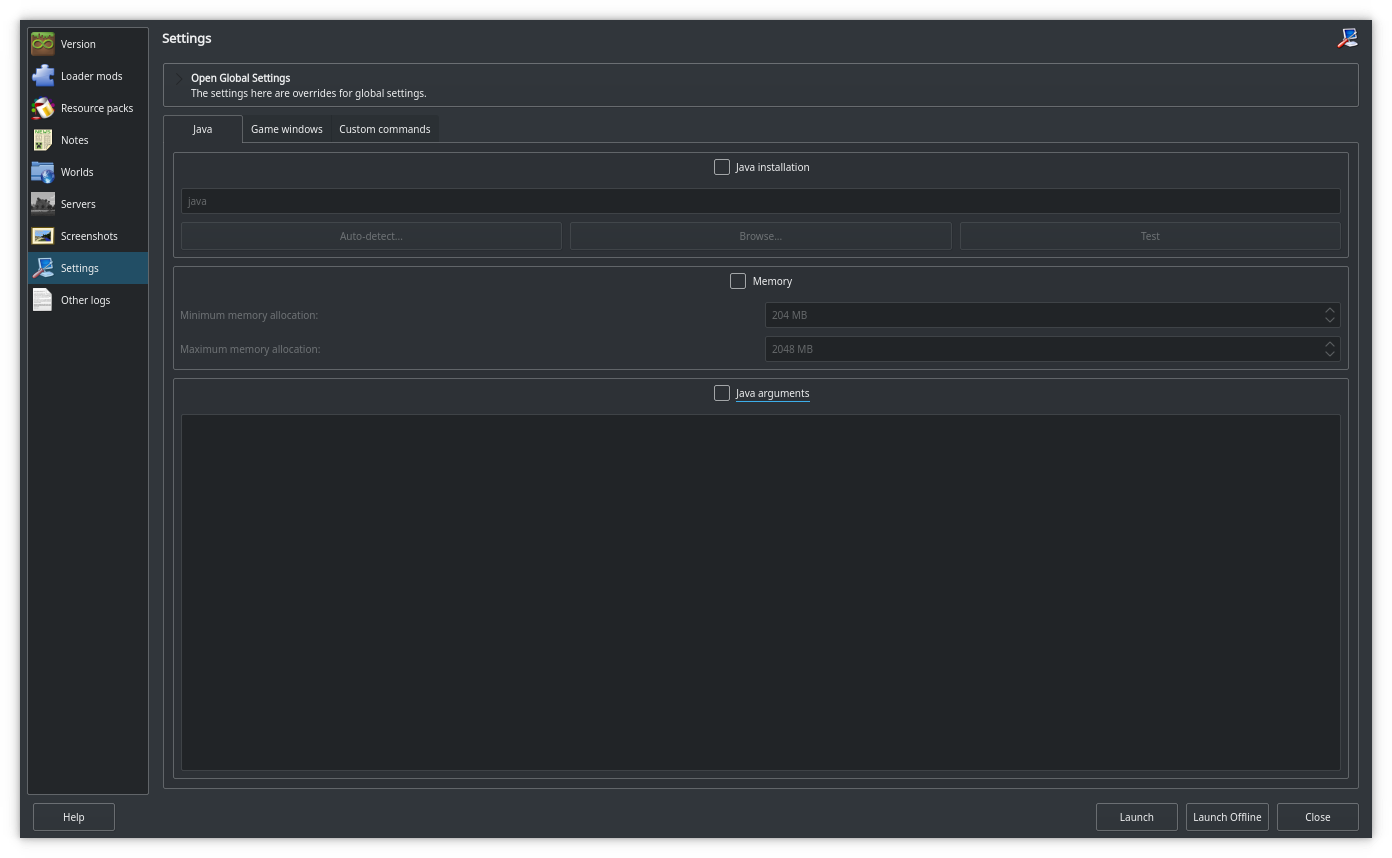 Version
Loader mods
Resource packs
Notes
Worlds
Servers
Screenshots
Settings
Other logs
Settings
Open Global Settings
The settings here are overrides for global settings.
Java
Game windows
Custom commands
Java installation
java
Auto-detect...
Browse...
Test
Memory
Minimum memory allocation:
204 MB
Maximum memory allocation:
2048 MB
Java arguments
Help
Launch
Launch Offline
Close